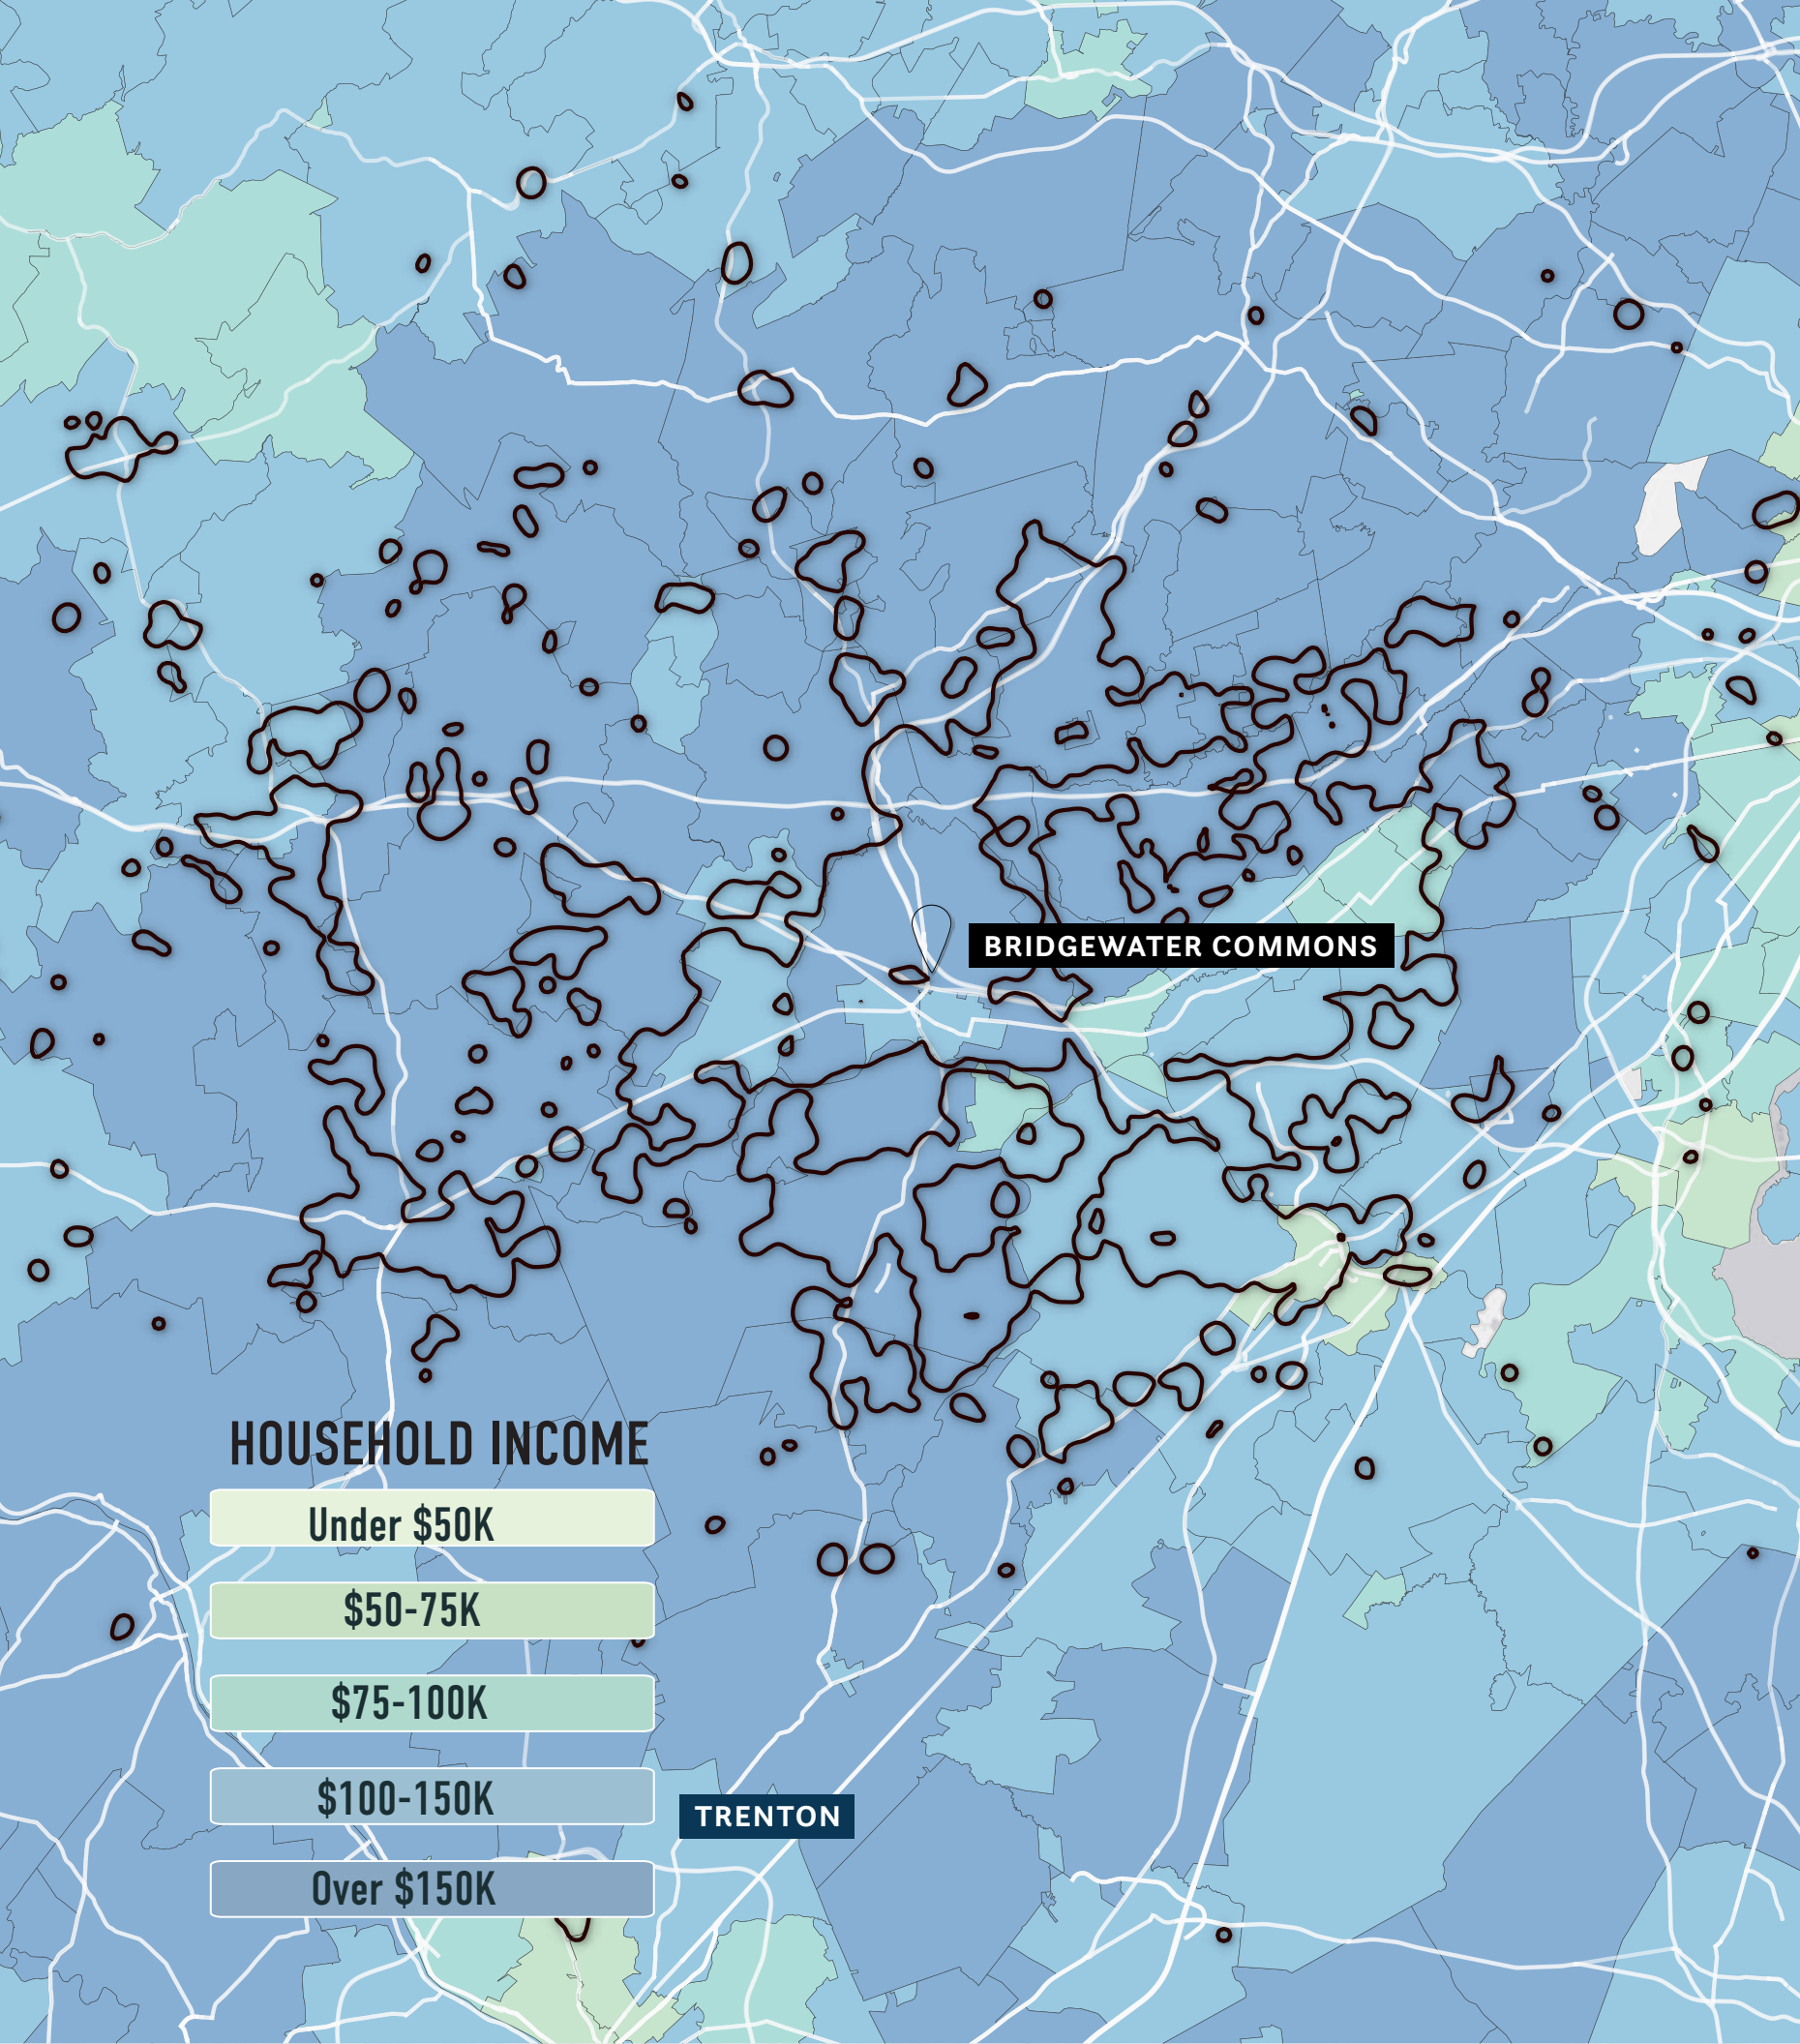 BRIDGEWATER COMMONS
HOUSEHOLD INCOME
Under $50K
$50-75K
$75-100K
$100-150K
TRENTON
Over $150K